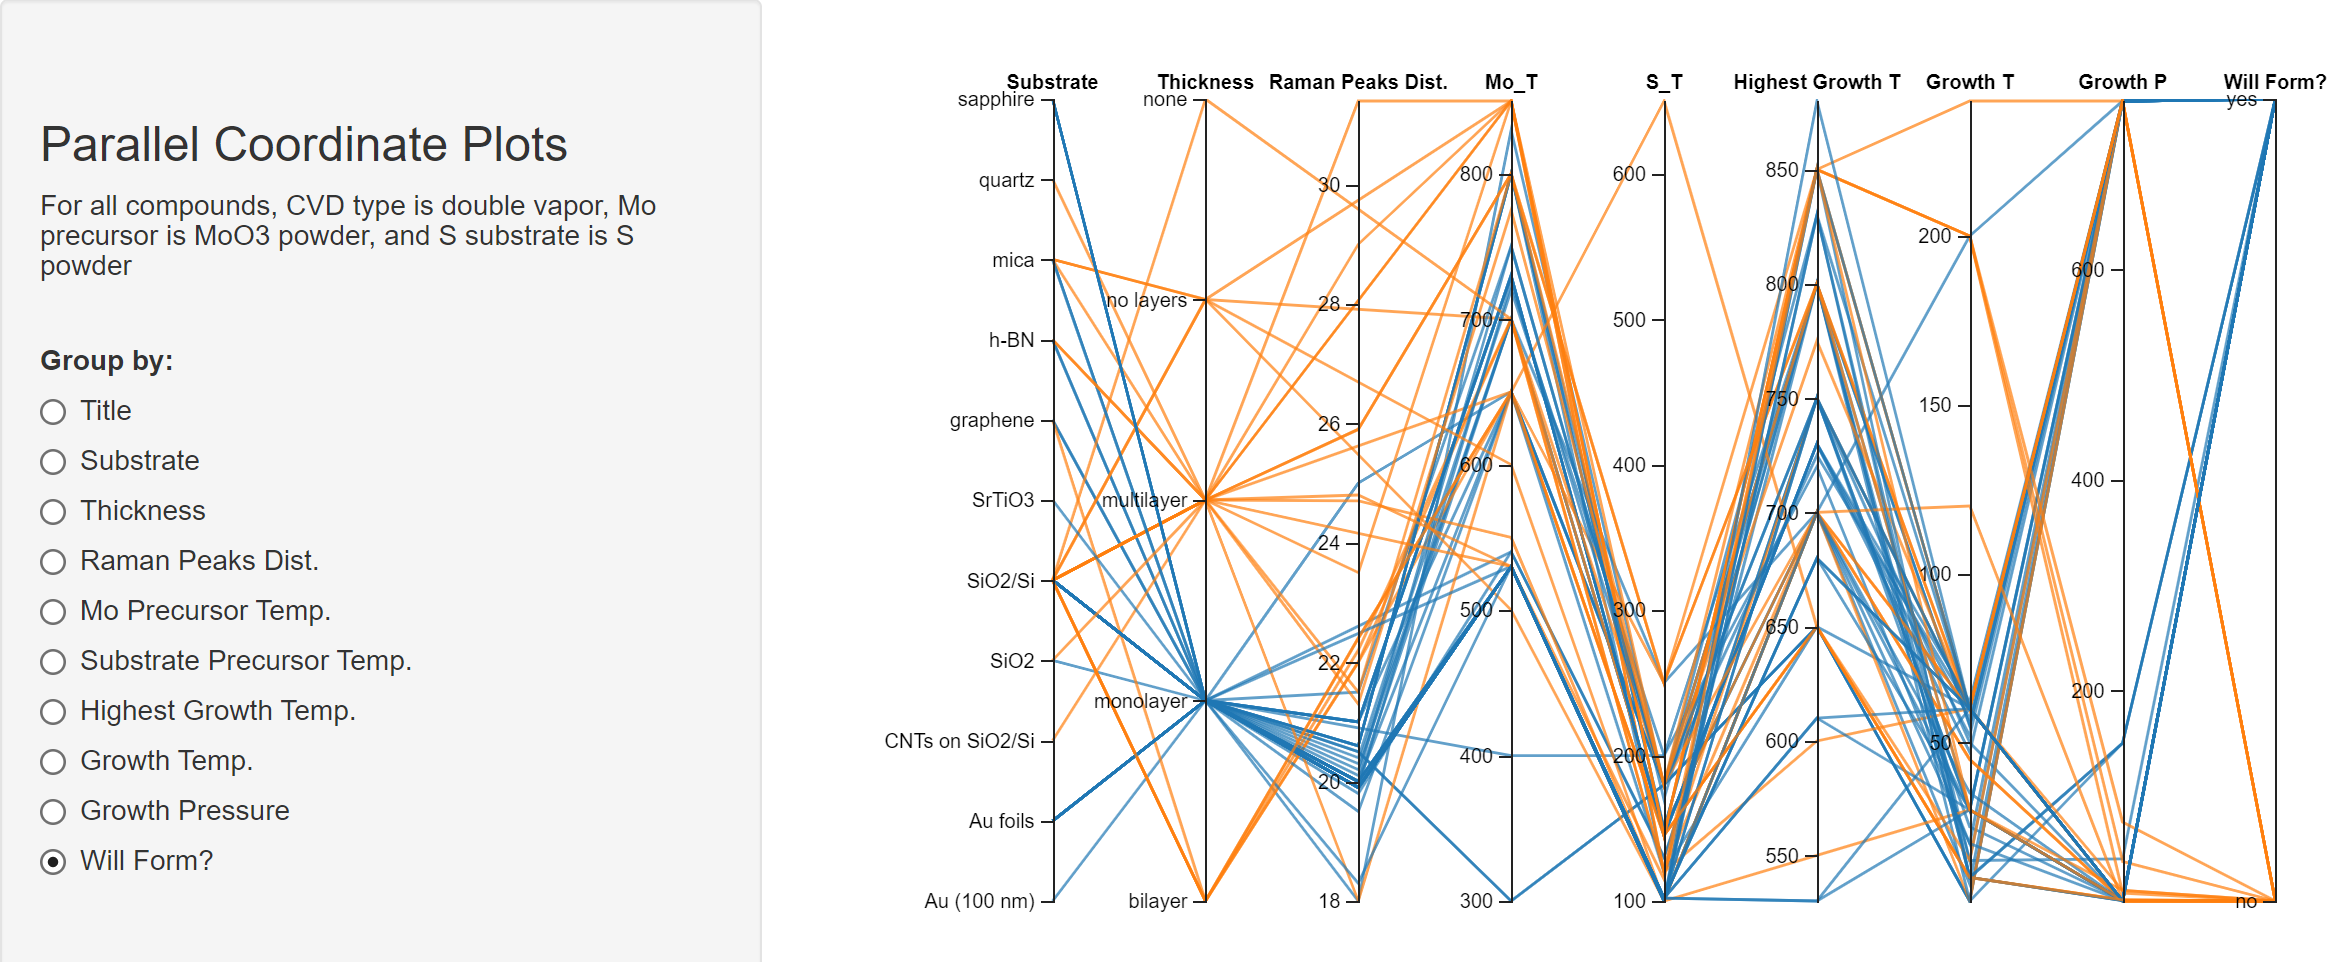 Parallel Coordinate Plots
For all compounds, CVD type is double vapor, Mo
precursor is MoO3 powder, and S substrate is S
powder
Group by:
Title
Substrate
Thickness
Raman Peaks Dist.
Mo Precursor Temp.
Substrate Precursor Temp.
Highest Growth Temp.
Growth Temp.
Growth Pressure
Will Form?
Substrate
sapphire
quartz
mica
h-BN
graphene
SrTiO3
SiO2/Si
SiO2
CNTs on SiO2/Si
Au foils
Au (100 nm)
Thickness
none
no layers
multilayer
monolayer
bilayer
Raman Peaks Dist.
30
28
26
24
22
20
18
Mo_T
800
700
600
500
400
300
S_T
600
500
400
300
200
100
Highest Growth T
850
800
750
700
650
600
550
Growth T
200
150
100
50
Growth P
600
400
200
Will Form?
yes
no